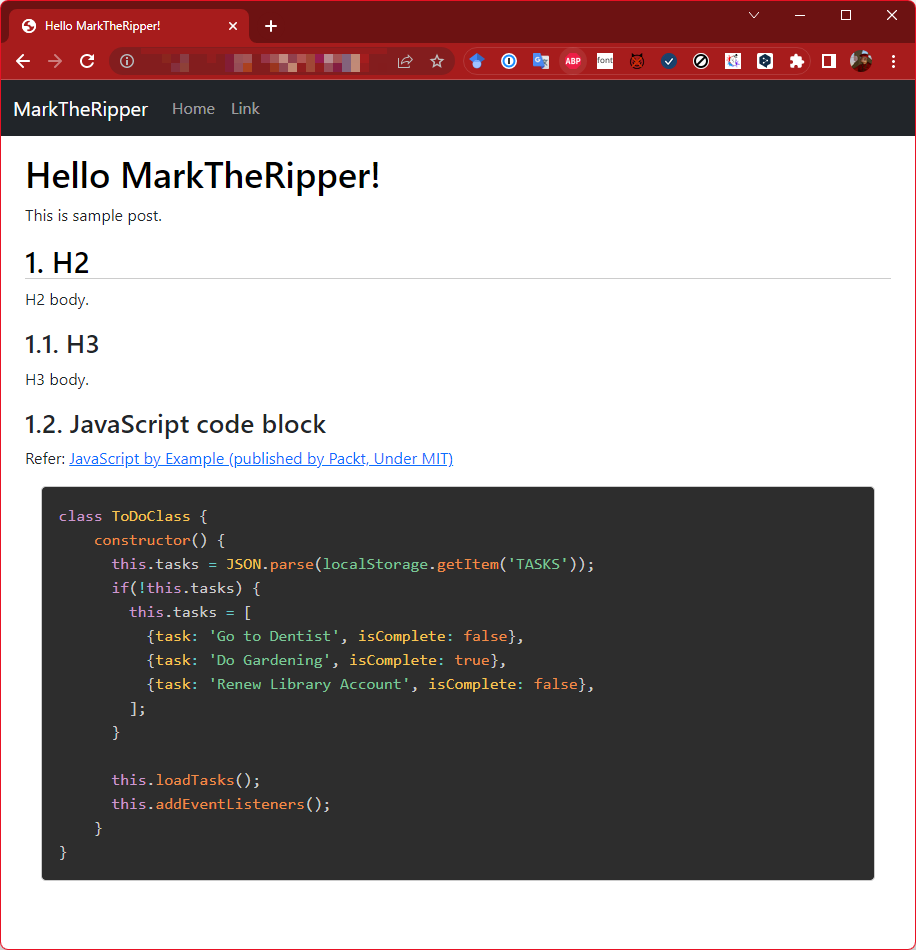 Hello MarkTheRipper!
ABP
font
MarkTheRipper Home Link
Hello MarkTheRipper!
This is sample post.
1. H2
H2 body.
1.1. H3
H3 body.
1.2. JavaScript code block
Refer: JavaScript by Example (published by Packt, Under MIT)
class ToDoClass {
    constructor() {
      this.tasks = JSON.parse(localStorage.getItem('TASKS'));
      if(!this.tasks) {
        this.tasks = [
          {task: 'Go to Dentist', isComplete: false},
          {task: 'Do Gardening', isComplete: true},
          {task: 'Renew Library Account', isComplete: false},
        ];
      }

      this.loadTasks();
      this.addEventListeners();
    }
}